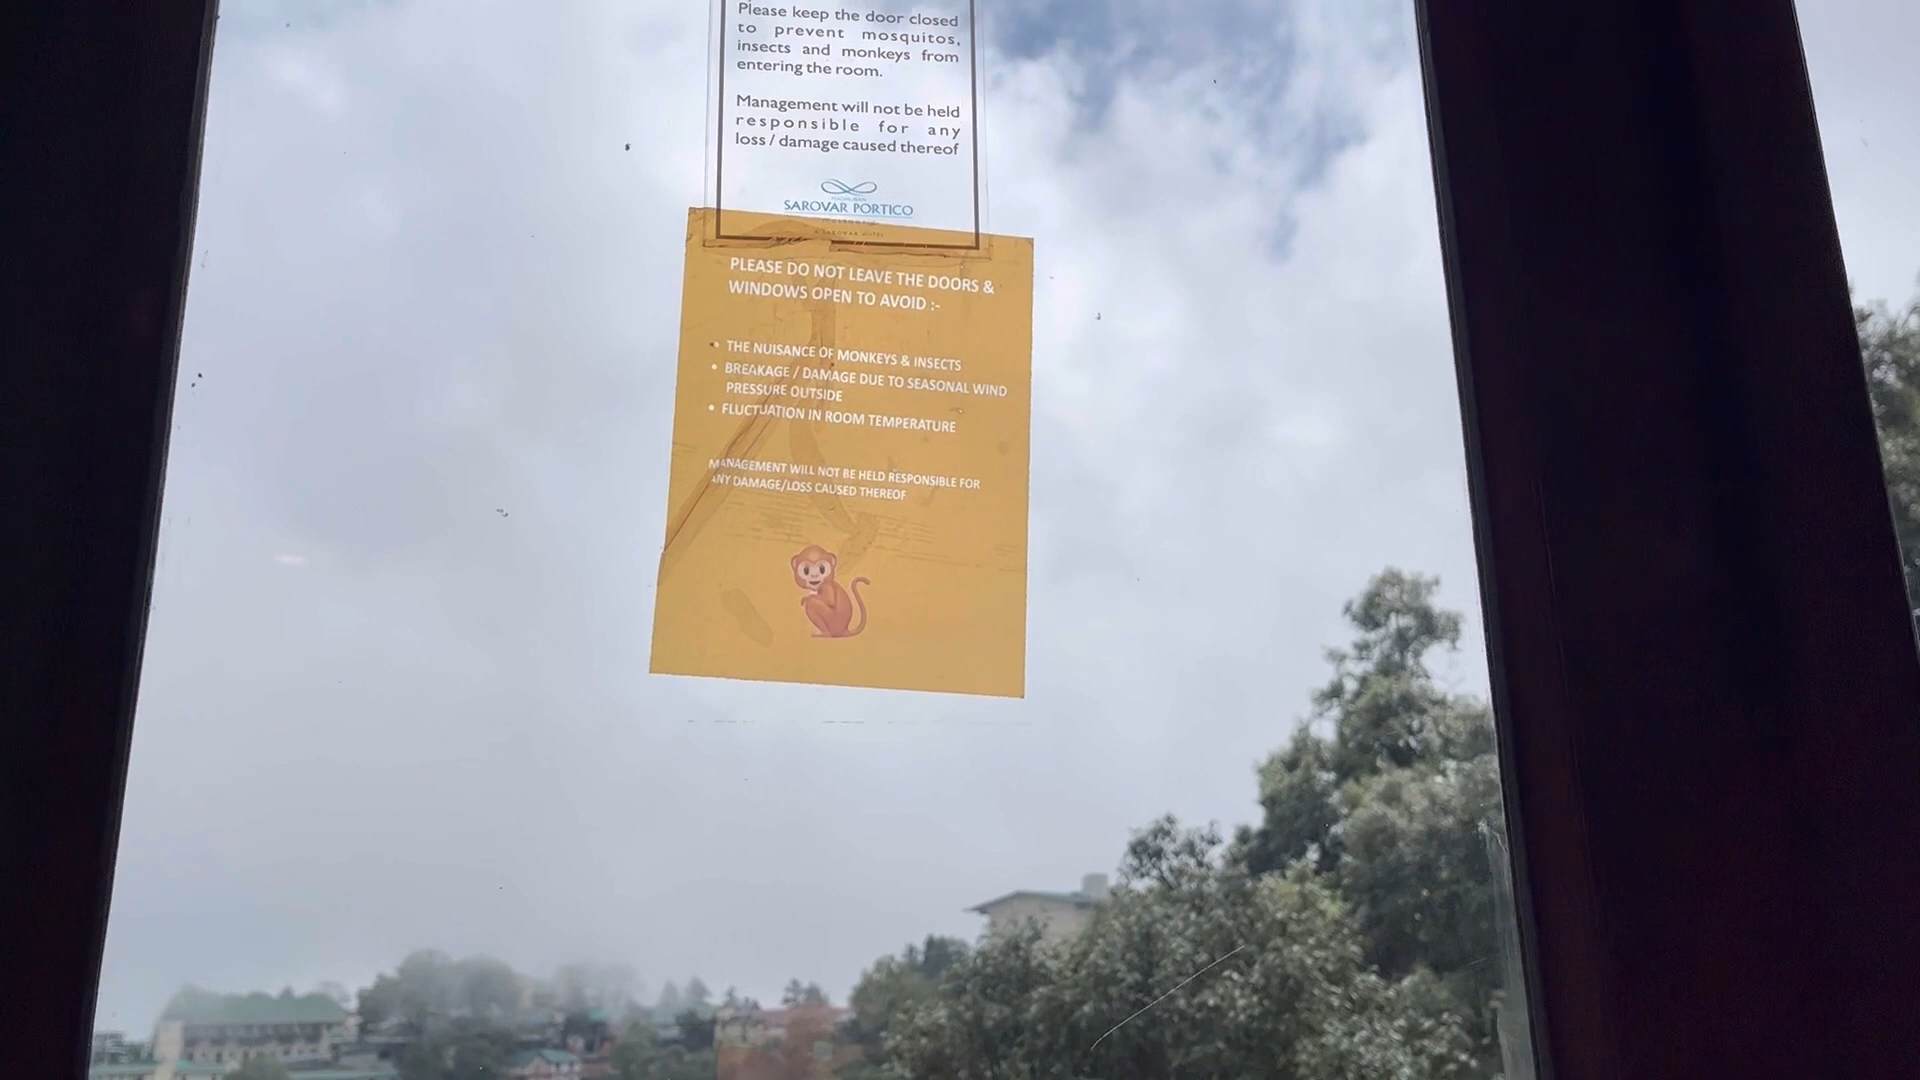 Please keep the door closed
to prevent mosquitos,
insects and monkeys from
entering the room.
Management will not be held
responsible for any
loss / damage caused thereof
SAROVAR PORTICO
PLEASE DO NOT LEAVE THE DOORS &
WINDOWS OPEN TO AVOID :-
• THE NUISANCE OF MONKEYS & INSECTS
• BREAKAGE / DAMAGE DUE TO SEASONAL WIND
PRESSURE OUTSIDE
• FLUCTUATION IN ROOM TEMPERATURE
MANAGEMENT WILL NOT BE HELD RESPONSIBLE FOR
ANY DAMAGE/LOSS CAUSED THEREOF